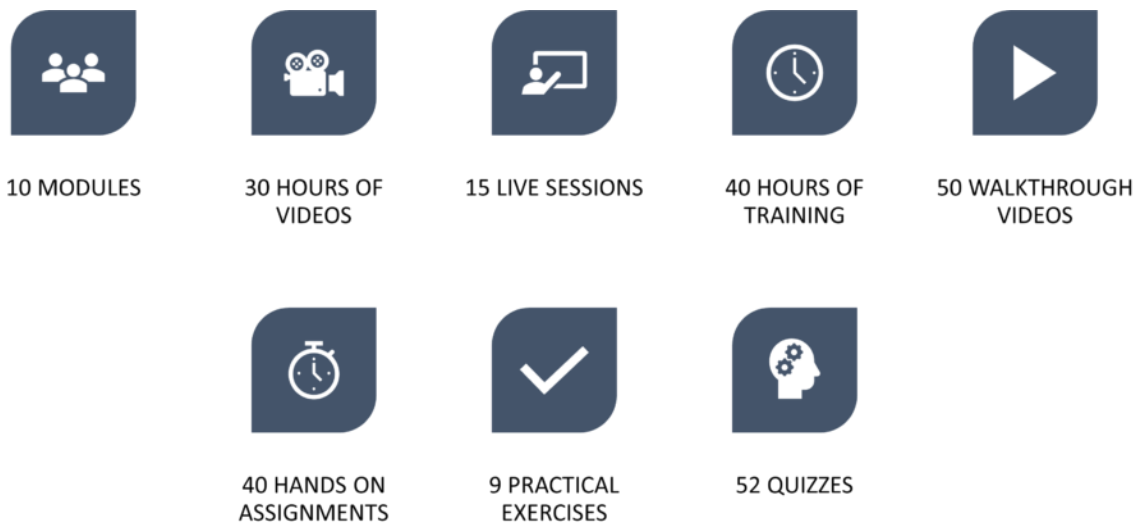 10 MODULES
30 HOURS OF
VIDEOS
15 LIVE SESSIONS
40 HOURS OF
TRAINING
50 WALKTHROUGH
VIDEOS
40 HANDS ON
ASSIGNMENTS
9 PRACTICAL
EXERCISES
52 QUIZZES